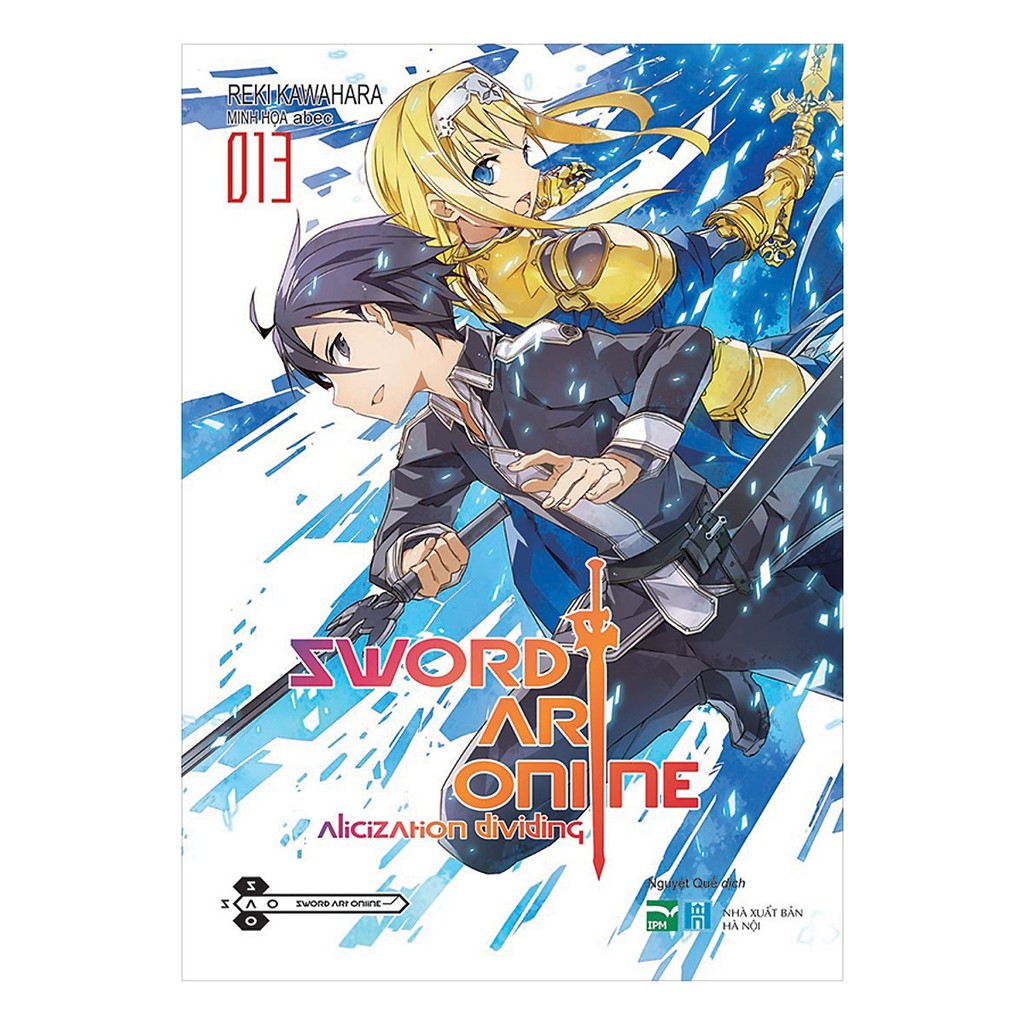 REKI KAWAHARA
MINH HỌA abec
013
SWORD
ART
ONLINE
Alicization dividing
S A O
SWORD ART ONLINE
Nguyệt Quế dịch
IPM
NHÀ XUẤT BẢN
HÀ NỘI